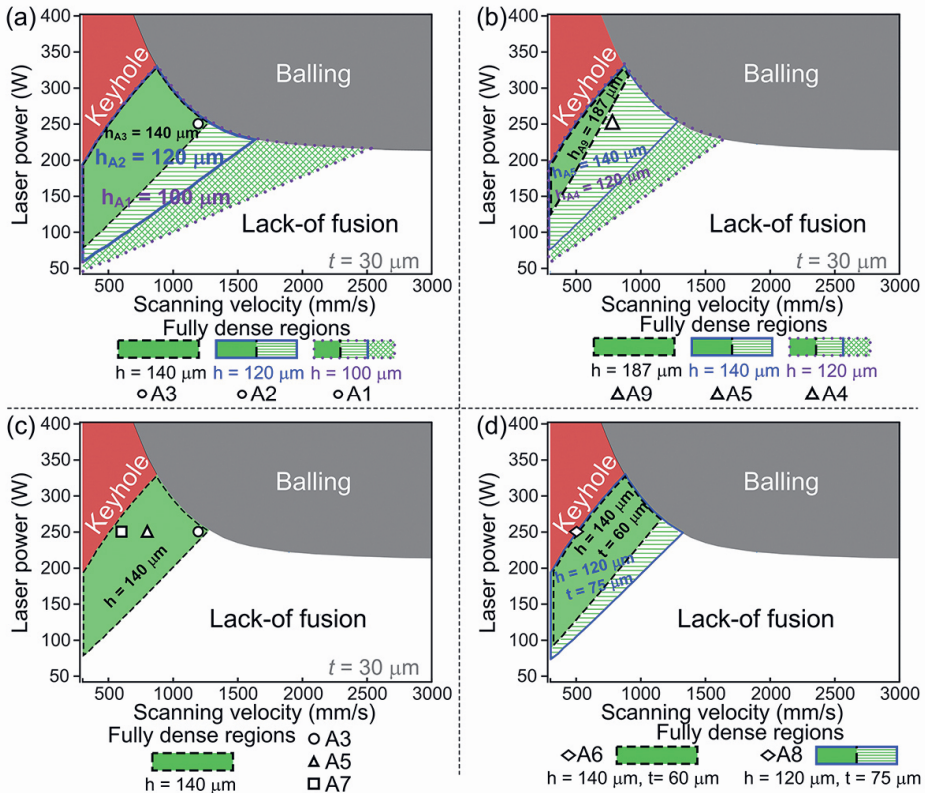 (a)
400
350
300
250
200
150
100
50
Laser power (W)
Keyhole
Balling
hA3 = 140 µm
hA2 = 120 µm
hA1 = 100 µm
Lack-of fusion
t = 30 µm
500 1000 1500 2000 2500 3000
Scanning velocity (mm/s)
Fully dense regions
h = 140 µm h = 120 µm h = 100 µm
A3 A2 A1
(b)
400
350
300
250
200
150
100
50
Laser power (W)
Keyhole
Balling
hA9 = 187 µm
hA5 = 140 µm
hA4 = 120 µm
Lack-of fusion
t = 30 µm
500 1000 1500 2000 2500 3000
Scanning velocity (mm/s)
Fully dense regions
h = 187 µm h = 140 µm h = 120 µm
A9 A5 A4
(c)
400
350
300
250
200
150
100
50
Laser power (W)
Keyhole
Balling
h = 140 µm
Lack-of fusion
t = 30 µm
500 1000 1500 2000 2500 3000
Scanning velocity (mm/s)
Fully dense regions
h = 140 µm
A3
A5
A7
(d)
400
350
300
250
200
150
100
50
Laser power (W)
Keyhole
Balling
h = 140 µm
t = 60 µm
h = 120 µm
t = 75 µm
Lack-of fusion
500 1000 1500 2000 2500 3000
Scanning velocity (mm/s)
Fully dense regions
A6 A8
h = 140 µm, t= 60 µm h = 120 µm, t = 75 µm